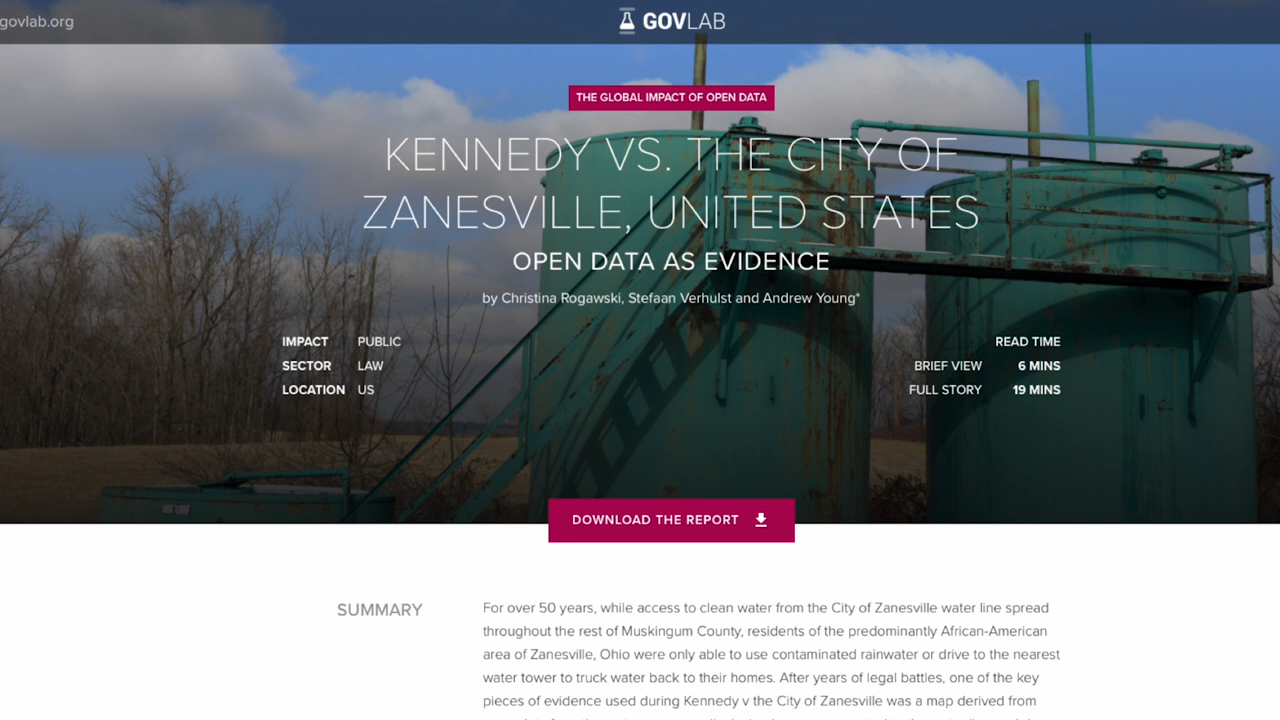 govlab.org
GOVLAB
THE GLOBAL IMPACT OF OPEN DATA
KENNEDY VS. THE CITY OF
ZANESVILLE, UNITED STATES
OPEN DATA AS EVIDENCE
by Christina Rogawski, Stefaan Verhulst and Andrew Young*
IMPACT PUBLIC
SECTOR LAW
LOCATION US
READ TIME
BRIEF VIEW 6 MINS
FULL STORY 19 MINS
DOWNLOAD THE REPORT
SUMMARY
For over 50 years, while access to clean water from the City of Zanesville water line spread
throughout the rest of Muskingum County, residents of the predominantly African-American
area of Zanesville, Ohio were only able to use contaminated rainwater or drive to the nearest
water tower to truck water back to their homes. After years of legal battles, one of the key
pieces of evidence used during Kennedy v the City of Zanesville was a map derived from